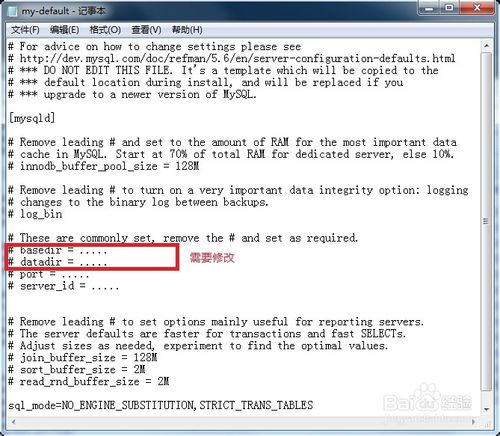 my-default - 记事本
文件(F) 编辑(E) 格式(O) 查看(V) 帮助(H)
# For advice on how to change settings please see
# http://dev.mysql.com/doc/refman/5.6/en/server-configuration-defaults.html
# *** DO NOT EDIT THIS FILE. It's a template which will be copied to the
# *** default location during install, and will be replaced if you
# *** upgrade to a newer version of MySQL.
[mysqld]
# Remove leading # and set to the amount of RAM for the most important data
# cache in MySQL. Start at 70% of total RAM for dedicated server, else 10%.
# innodb_buffer_pool_size = 128M
# Remove leading # to turn on a very important data integrity option: logging
# changes to the binary log between backups.
# log_bin
# These are commonly set, remove the # and set as required.
# basedir = .....
# datadir = .....
需要修改
# port = .....
# server_id = .....
# Remove leading # to set options mainly useful for reporting servers.
# The server defaults are faster for transactions and fast SELECTs.
# Adjust sizes as needed, experiment to find the optimal values.
# join_buffer_size = 128M
# sort_buffer_size = 2M
# read_rnd_buffer_size = 2M
sql_mode=NO_ENGINE_SUBSTITUTION,STRICT_TRANS_TABLES
Baidu 经验